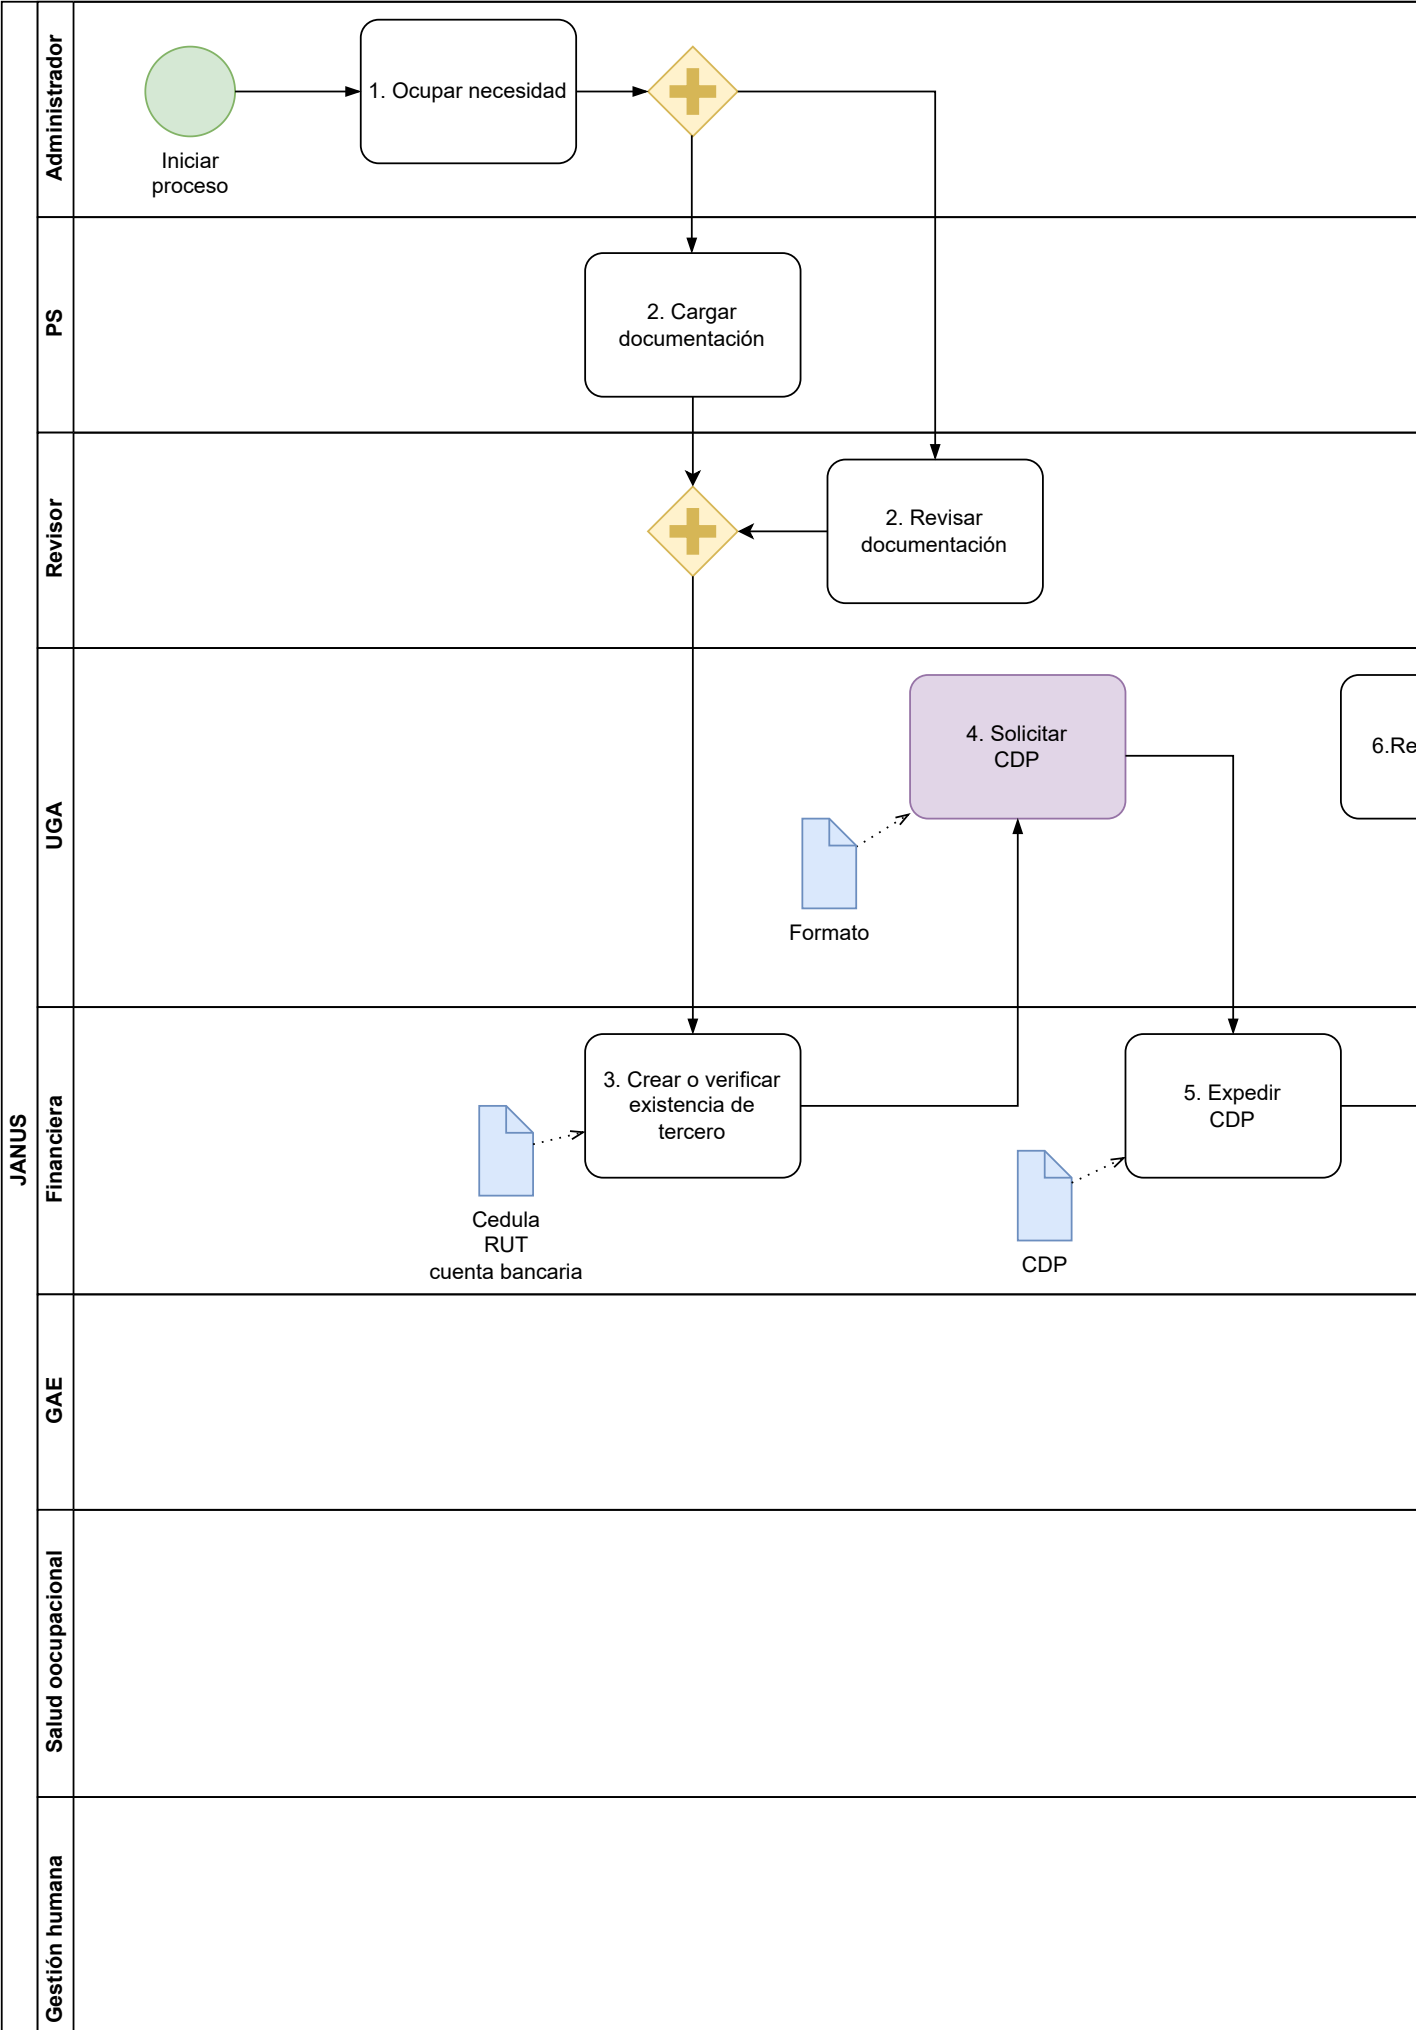 JANUS
Administrador
Iniciar
proceso
1. Ocupar necesidad
PS
2. Cargar
documentación
Revisor
2. Revisar
documentación
UGA
4. Solicitar
CDP
6.Re
Formato
Financiera
3. Crear o verificar
existencia de
tercero
5. Expedir
CDP
Cedula
RUT
cuenta bancaria
CDP
GAE
Salud oocupacional
Gestión humana